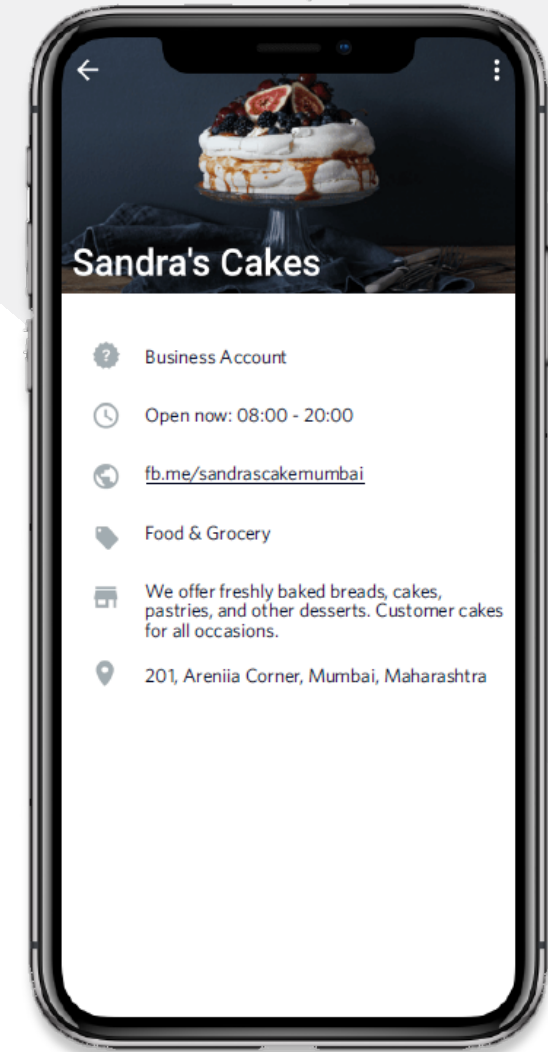 Sandra's Cakes
Business Account
Open now: 08:00 - 20:00
fb.me/sandrascakemumbai
Food & Grocery
We offer freshly baked breads, cakes,
pastries, and other desserts. Customer cakes
for all occasions.
201, Areniia Corner, Mumbai, Maharashtra